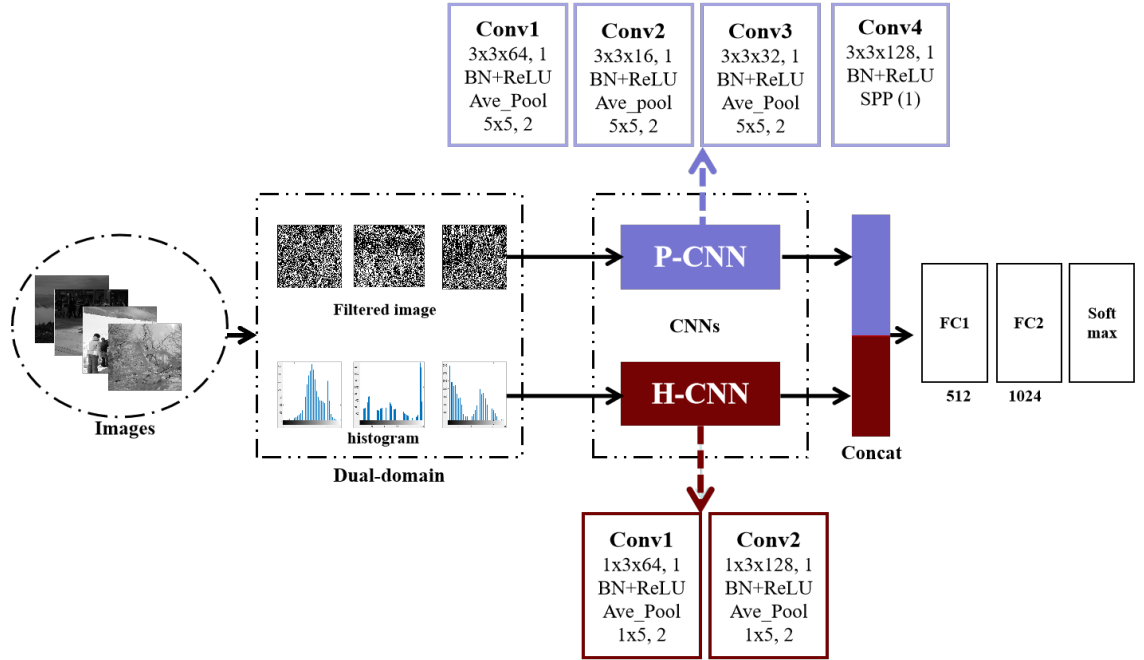 Conv1
3x3x64, 1
BN+ReLU
Ave_Pool
5x5, 2
Conv2
3x3x16, 1
BN+ReLU
Ave_pool
5x5, 2
Conv3
3x3x32, 1
BN+ReLU
Ave_Pool
5x5, 2
Conv4
3x3x128, 1
BN+ReLU
SPP (1)
Images
Filtered image
histogram
Dual-domain
P-CNN
CNNs
H-CNN
Concat
FC1
512
FC2
1024
Soft
max
Conv1
1x3x64, 1
BN+ReLU
Ave_Pool
1x5, 2
Conv2
1x3x128, 1
BN+ReLU
Ave_Pool
1x5, 2